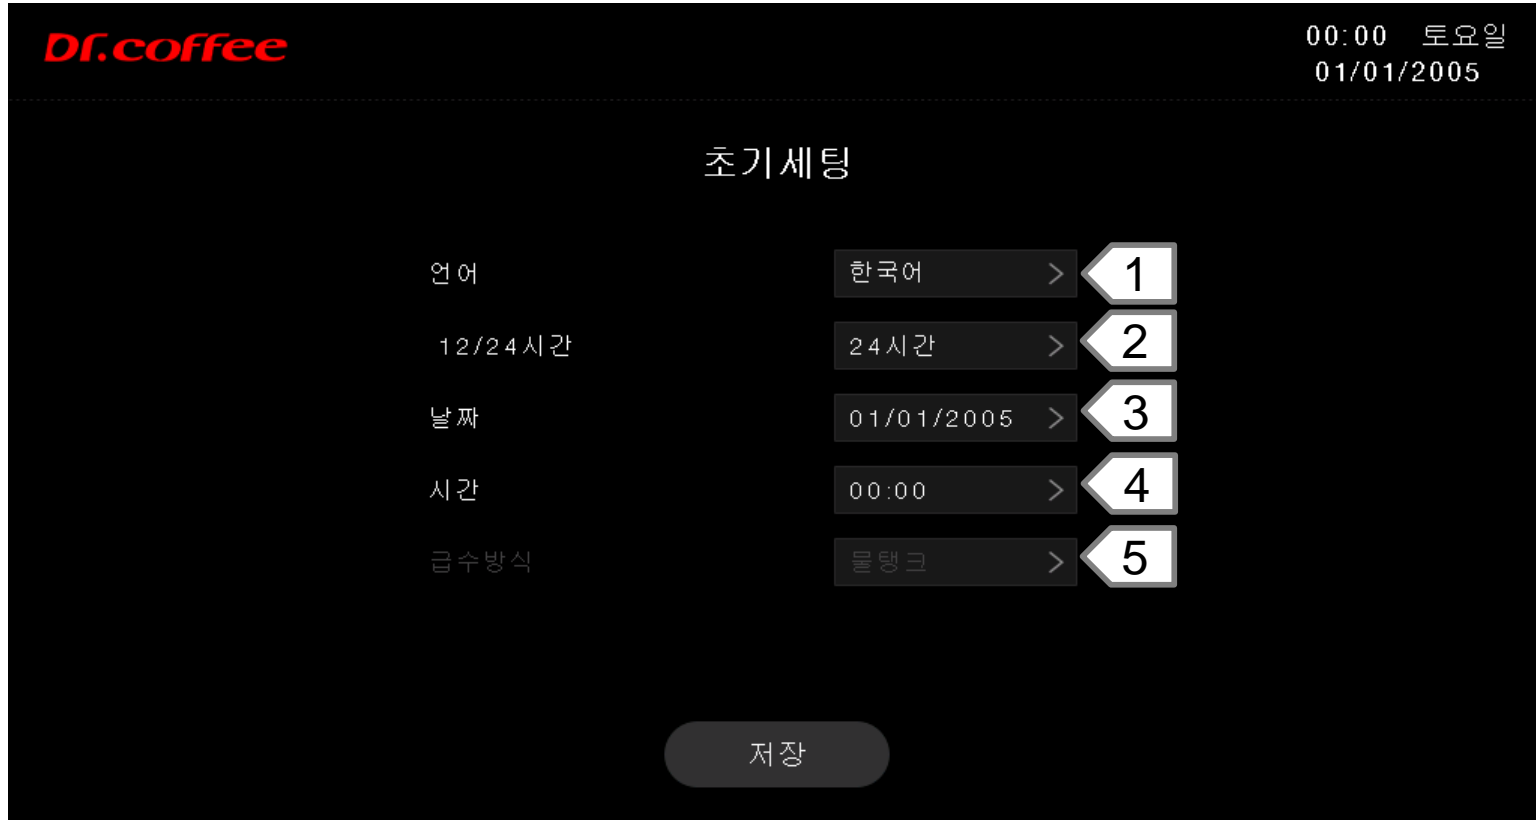 Dr.coffee
00:00 토요일
01/01/2005
초기세팅
언어 한국어 > 1
12/24시간 24시간 > 2
날짜 01/01/2005 > 3
시간 00:00 > 4
급수방식 물탱크 > 5
저장